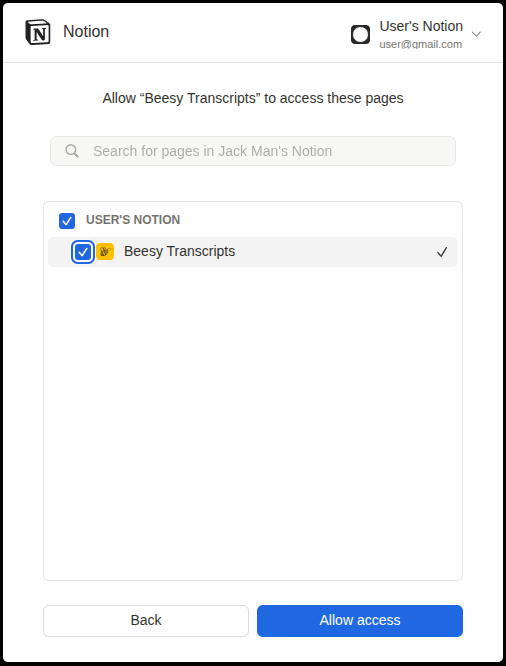 Notion
User's Notion
user@gmail.com
Allow “Beesy Transcripts” to access these pages
Search for pages in Jack Man's Notion
USER'S NOTION
Beesy Transcripts
Back
Allow access